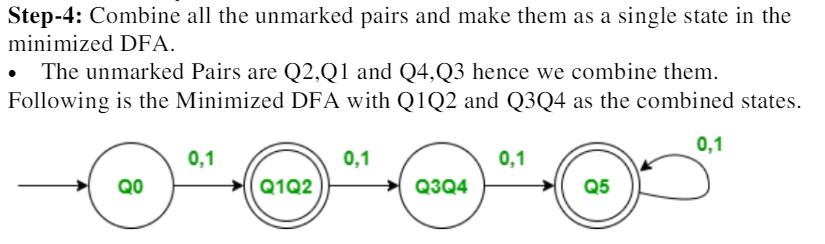 Step-4: Combine all the unmarked pairs and make them as a single state in the
minimized DFA.
• The unmarked Pairs are Q2,Q1 and Q4,Q3 hence we combine them.
Following is the Minimized DFA with Q1Q2 and Q3Q4 as the combined states.
0,1 0,1 0,1 0,1
Q0 Q1Q2 Q3Q4 Q5